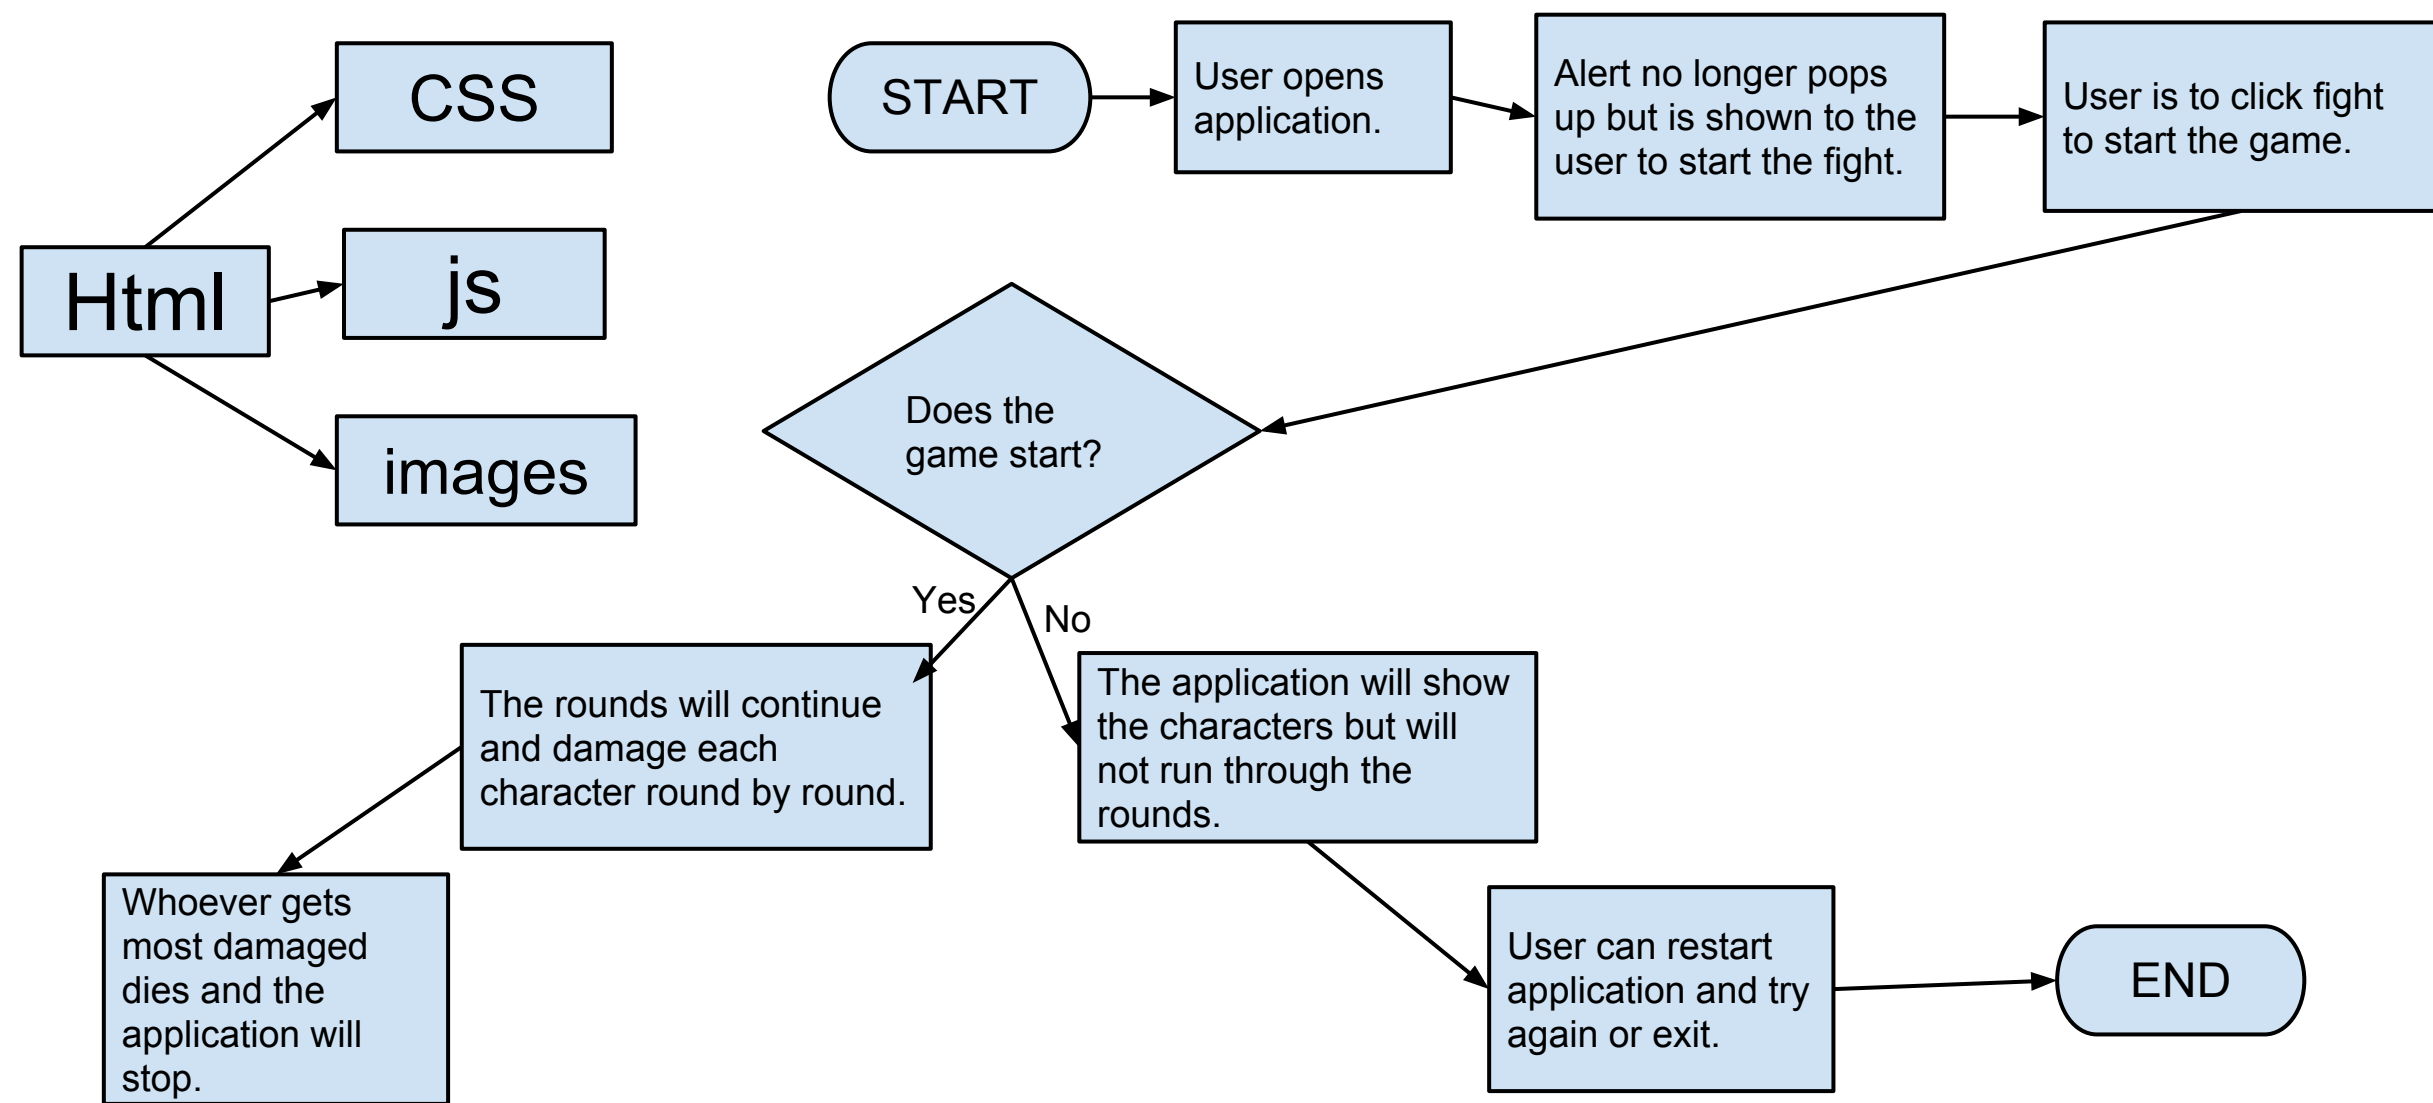 CSS
js
Html
images
START
User opens
application.
Alert no longer pops
up but is shown to the
user to start the fight.
User is to click fight
to start the game.
Does the
game start?
Yes
No
The rounds will continue
and damage each
character round by round.
The application will show
the characters but will
not run through the
rounds.
Whoever gets
most damaged
dies and the
application will
stop.
User can restart
application and try
again or exit.
END